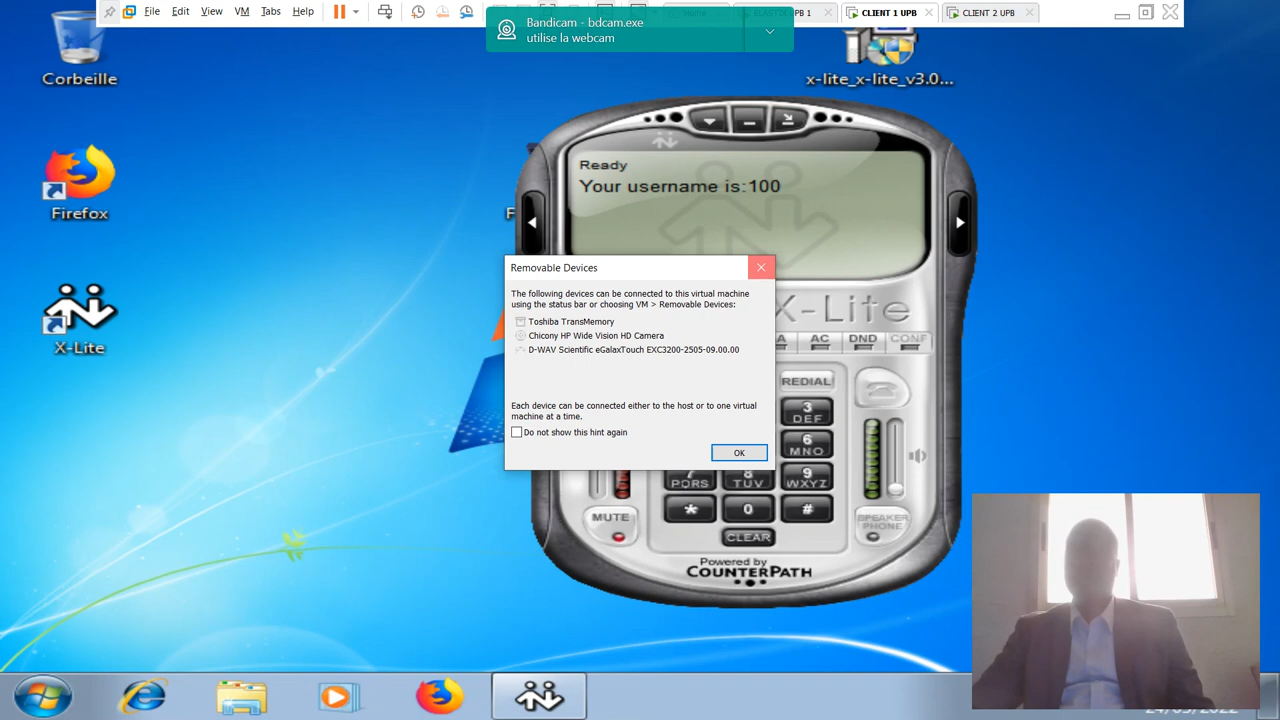 File Edit View VM Tabs Help
Bandicam - bdcam.exe
utilise la webcam
CLIENT 1 UPB
CLIENT 2 UPB
Corbeille
x-lite_x-lite_v3.0...
Firefox
X-Lite
Ready
Your username is:100
Removable Devices
The following devices can be connected to this virtual machine
using the status bar or choosing VM > Removable Devices:
Toshiba TransMemory
Chicony HP Wide Vision HD Camera
D-WAV Scientific eGalaxTouch EXC3200-2505-09.00.00
Each device can be connected either to the host or to one virtual
machine at a time.
Do not show this hint again
OK
X-Lite
AC DND CONF
REDIAL
3
DEF
6
MNO
7 8 9
PQRS TUV WXYZ
* 0 #
MUTE
SPEAKER
PHONE
CLEAR
Powered by
COUNTERPATH